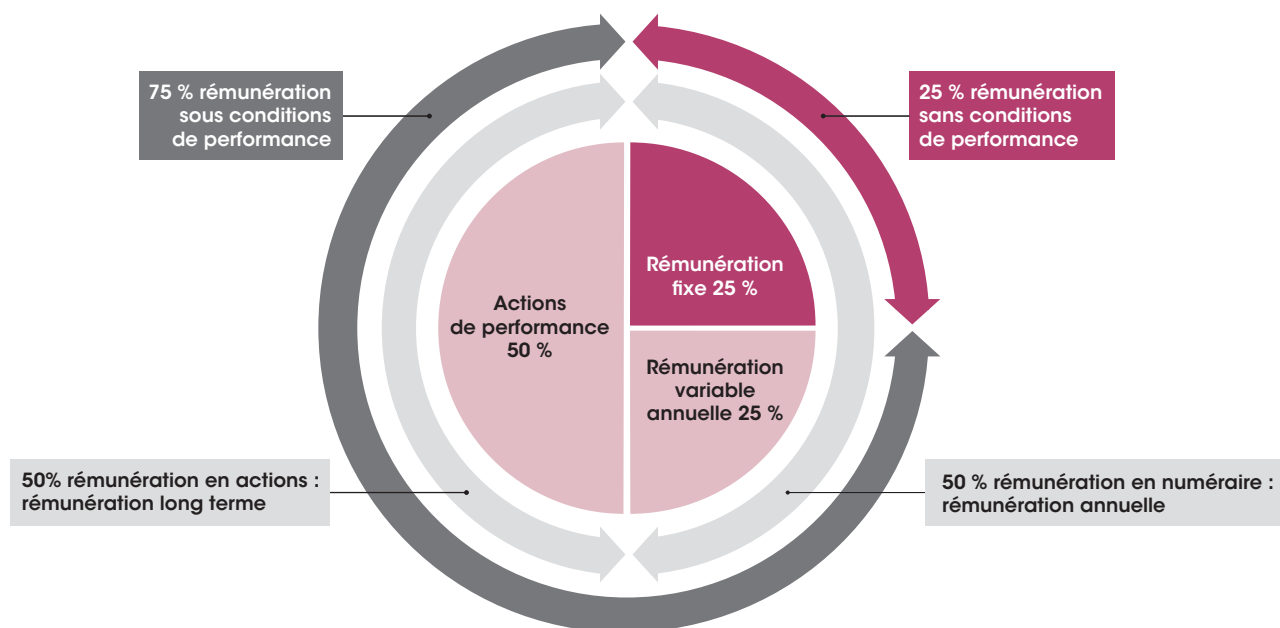 75 % rémunération
sous conditions
de performance
25 % rémunération
sans conditions
de performance
Rémunération
fixe 25 %
Actions
de performance
50 %
Rémunération
variable
annuelle 25 %
50% rémunération en actions :
rémunération long terme
50 % rémunération en numéraire :
rémunération annuelle